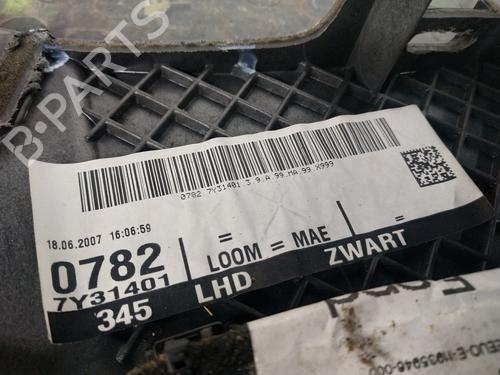 B-PARTS
0782 7Y31401 3.9.A.99.MA.99.X999
18.06.2007 16:06:59
0782
7Y31401
345
=
LOOM = MAE
LHD
=
ZWART